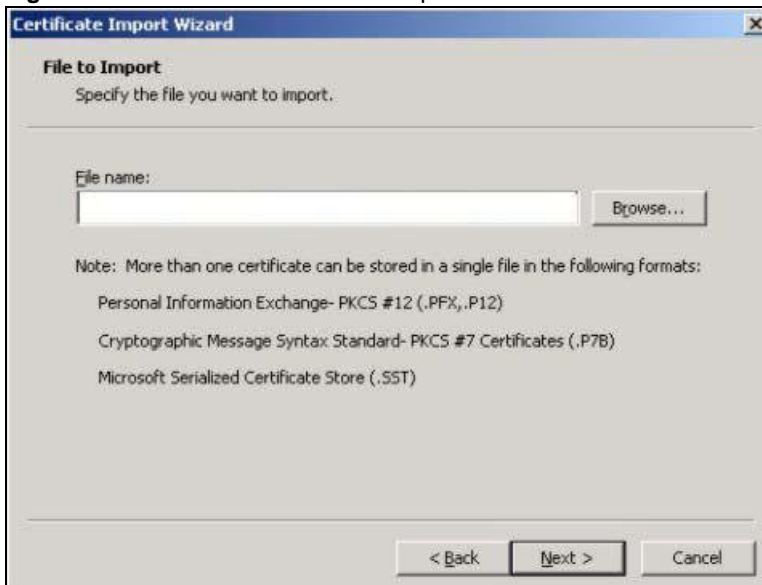 Certificate Import Wizard
File to Import
Specify the file you want to import.
File name:
Browse...
Note: More than one certificate can be stored in a single file in the following formats:
Personal Information Exchange- PKCS #12 (.PFX,.P12)
Cryptographic Message Syntax Standard- PKCS #7 Certificates (.P7B)
Microsoft Serialized Certificate Store (.SST)
< Back Next > Cancel